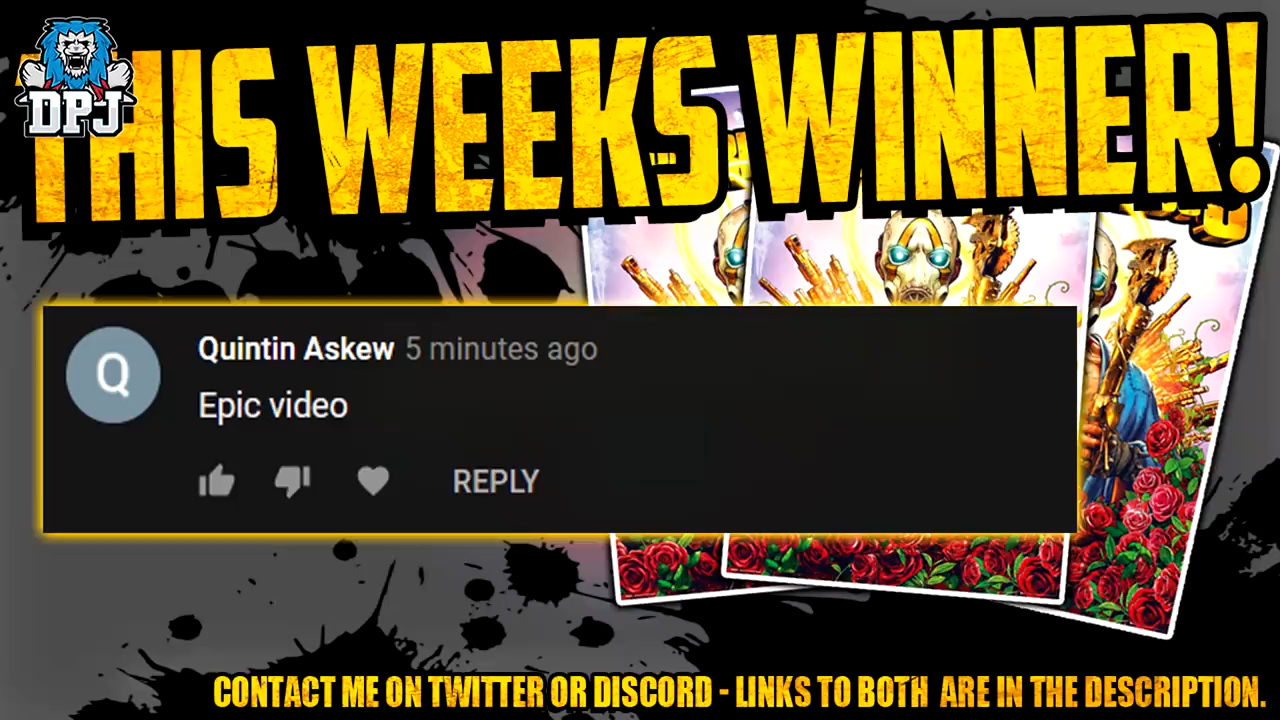 DPJ
THIS WEEKS WINNER!
Quintin Askew 5 minutes ago
Q
Epic video
REPLY
CONTACT ME ON TWITTER OR DISCORD - LINKS TO BOTH ARE IN THE DESCRIPTION.